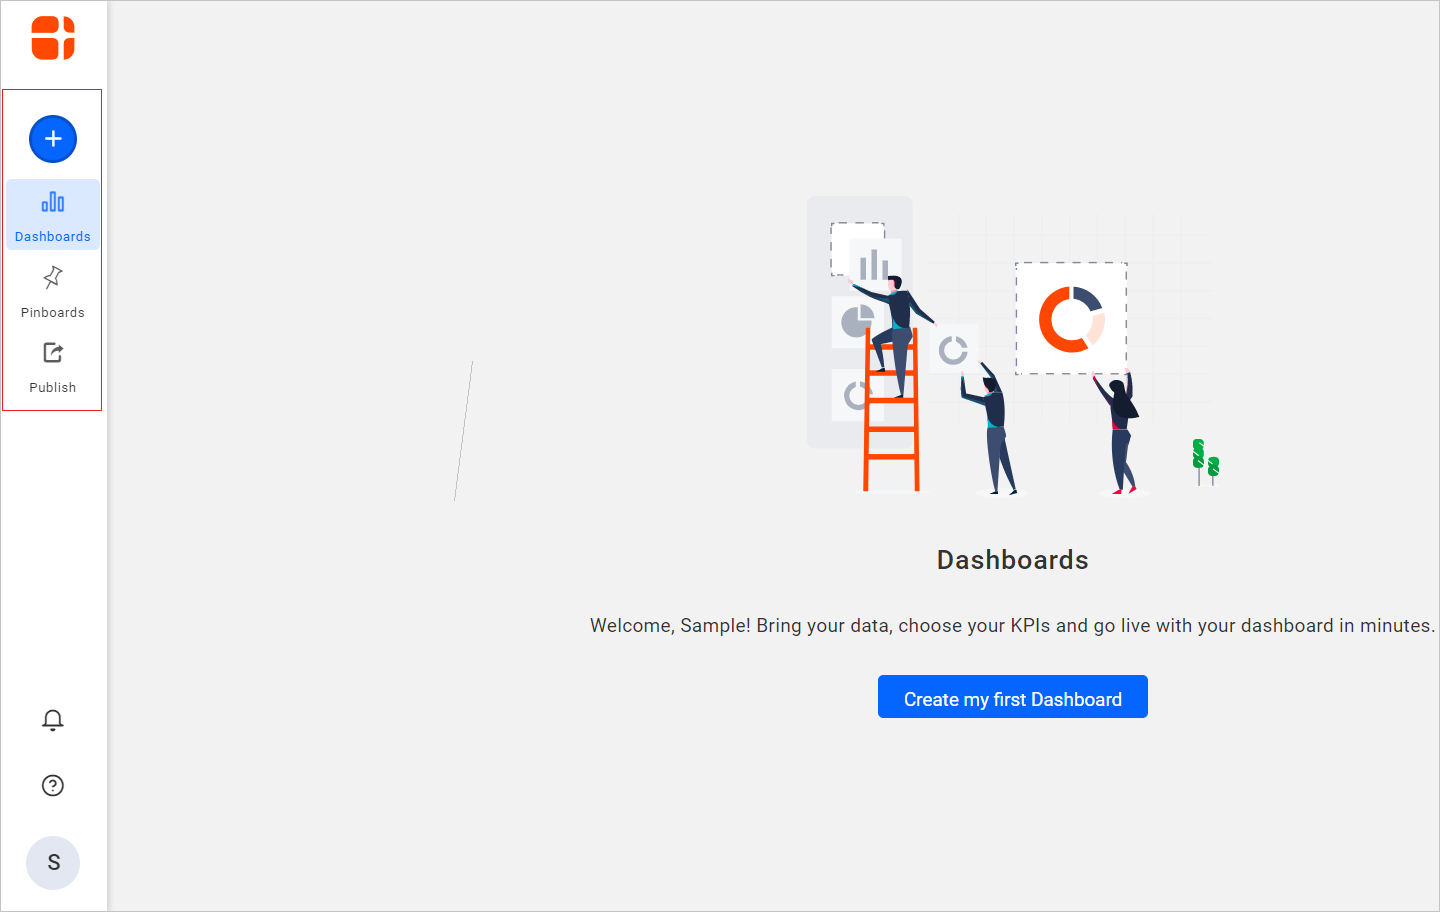 Dashboards
Pinboards
Publish
S
Dashboards
Welcome, Sample! Bring your data, choose your KPIs and go live with your dashboard in minutes.
Create my first Dashboard